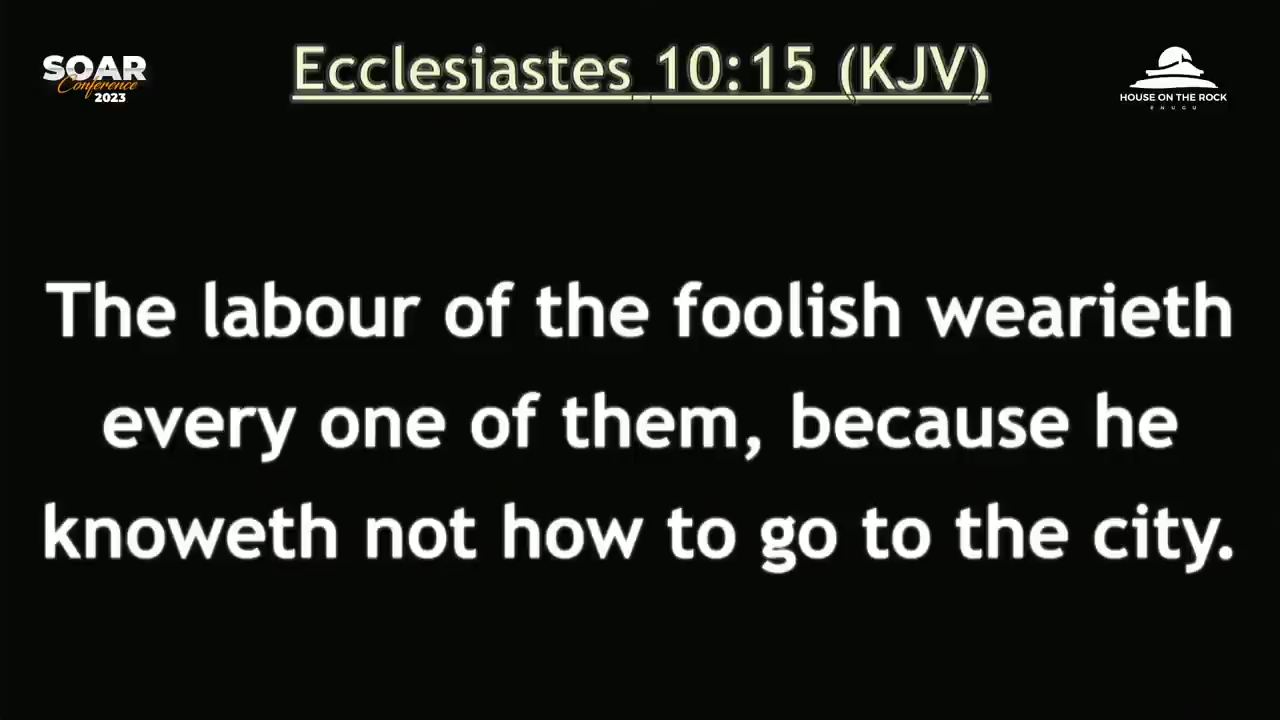 SOAR
Conference
2023
Ecclesiastes 10:15 (KJV)
HOUSE ON THE ROCK
ENUGU
The labour of the foolish wearieth
every one of them, because he
knoweth not how to go to the city.